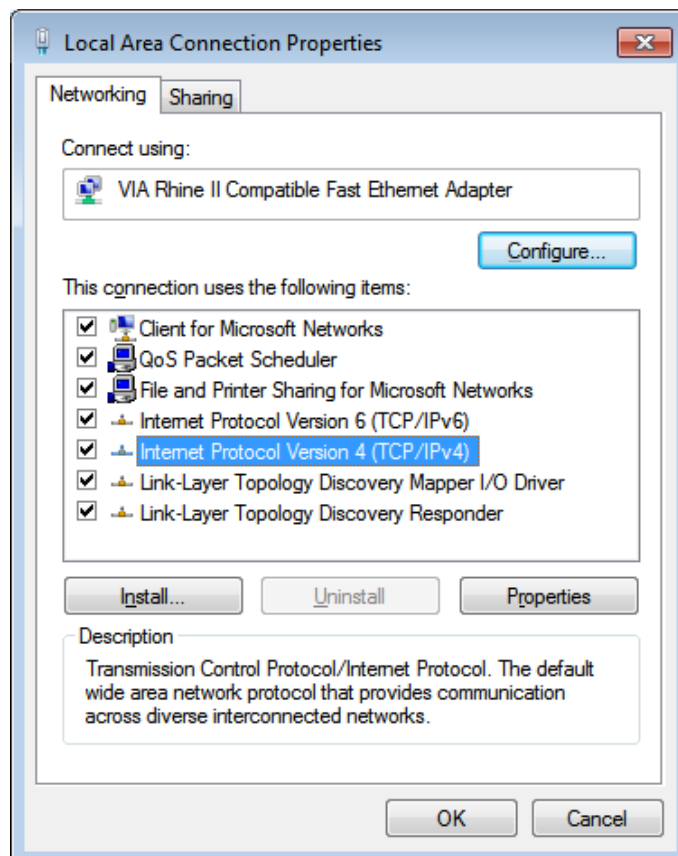 Local Area Connection Properties
Networking
Sharing
Connect using:
VIA Rhine II Compatible Fast Ethernet Adapter
Configure...
This connection uses the following items:
Client for Microsoft Networks
QoS Packet Scheduler
File and Printer Sharing for Microsoft Networks
Internet Protocol Version 6 (TCP/IPv6)
Internet Protocol Version 4 (TCP/IPv4)
Link-Layer Topology Discovery Mapper I/O Driver
Link-Layer Topology Discovery Responder
Install...
Uninstall
Properties
Description
Transmission Control Protocol/Internet Protocol. The default
wide area network protocol that provides communication
across diverse interconnected networks.
OK
Cancel